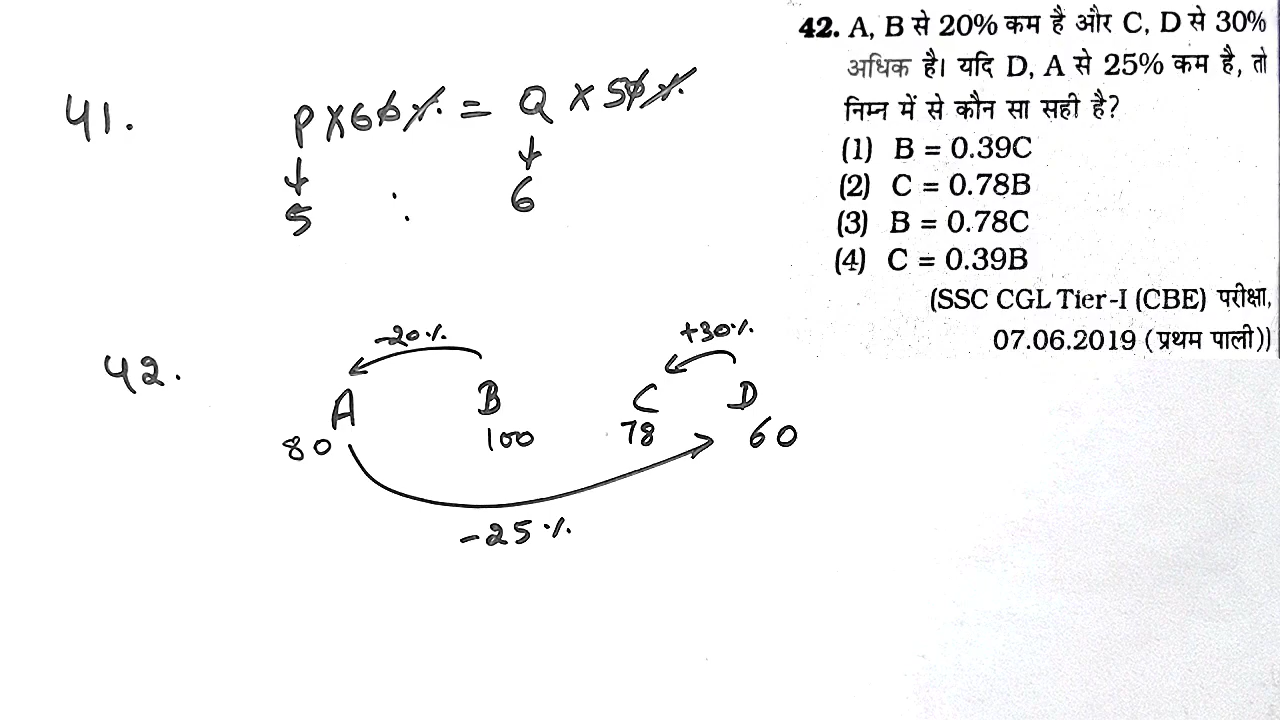 41. P × 60% = Q × 50%
5 : 6
42. A, B से 20% कम है और C, D से 30%
अधिक है। यदि D, A से 25% कम है, तो
निम्न में से कौन सा सही है?
(1) B = 0.39C
(2) C = 0.78B
(3) B = 0.78C
(4) C = 0.39B
(SSC CGL Tier-I (CBE) परीक्षा,
07.06.2019 (प्रथम पाली))
42.
-20% +30%
A B C D
80 100 78 60
-25%